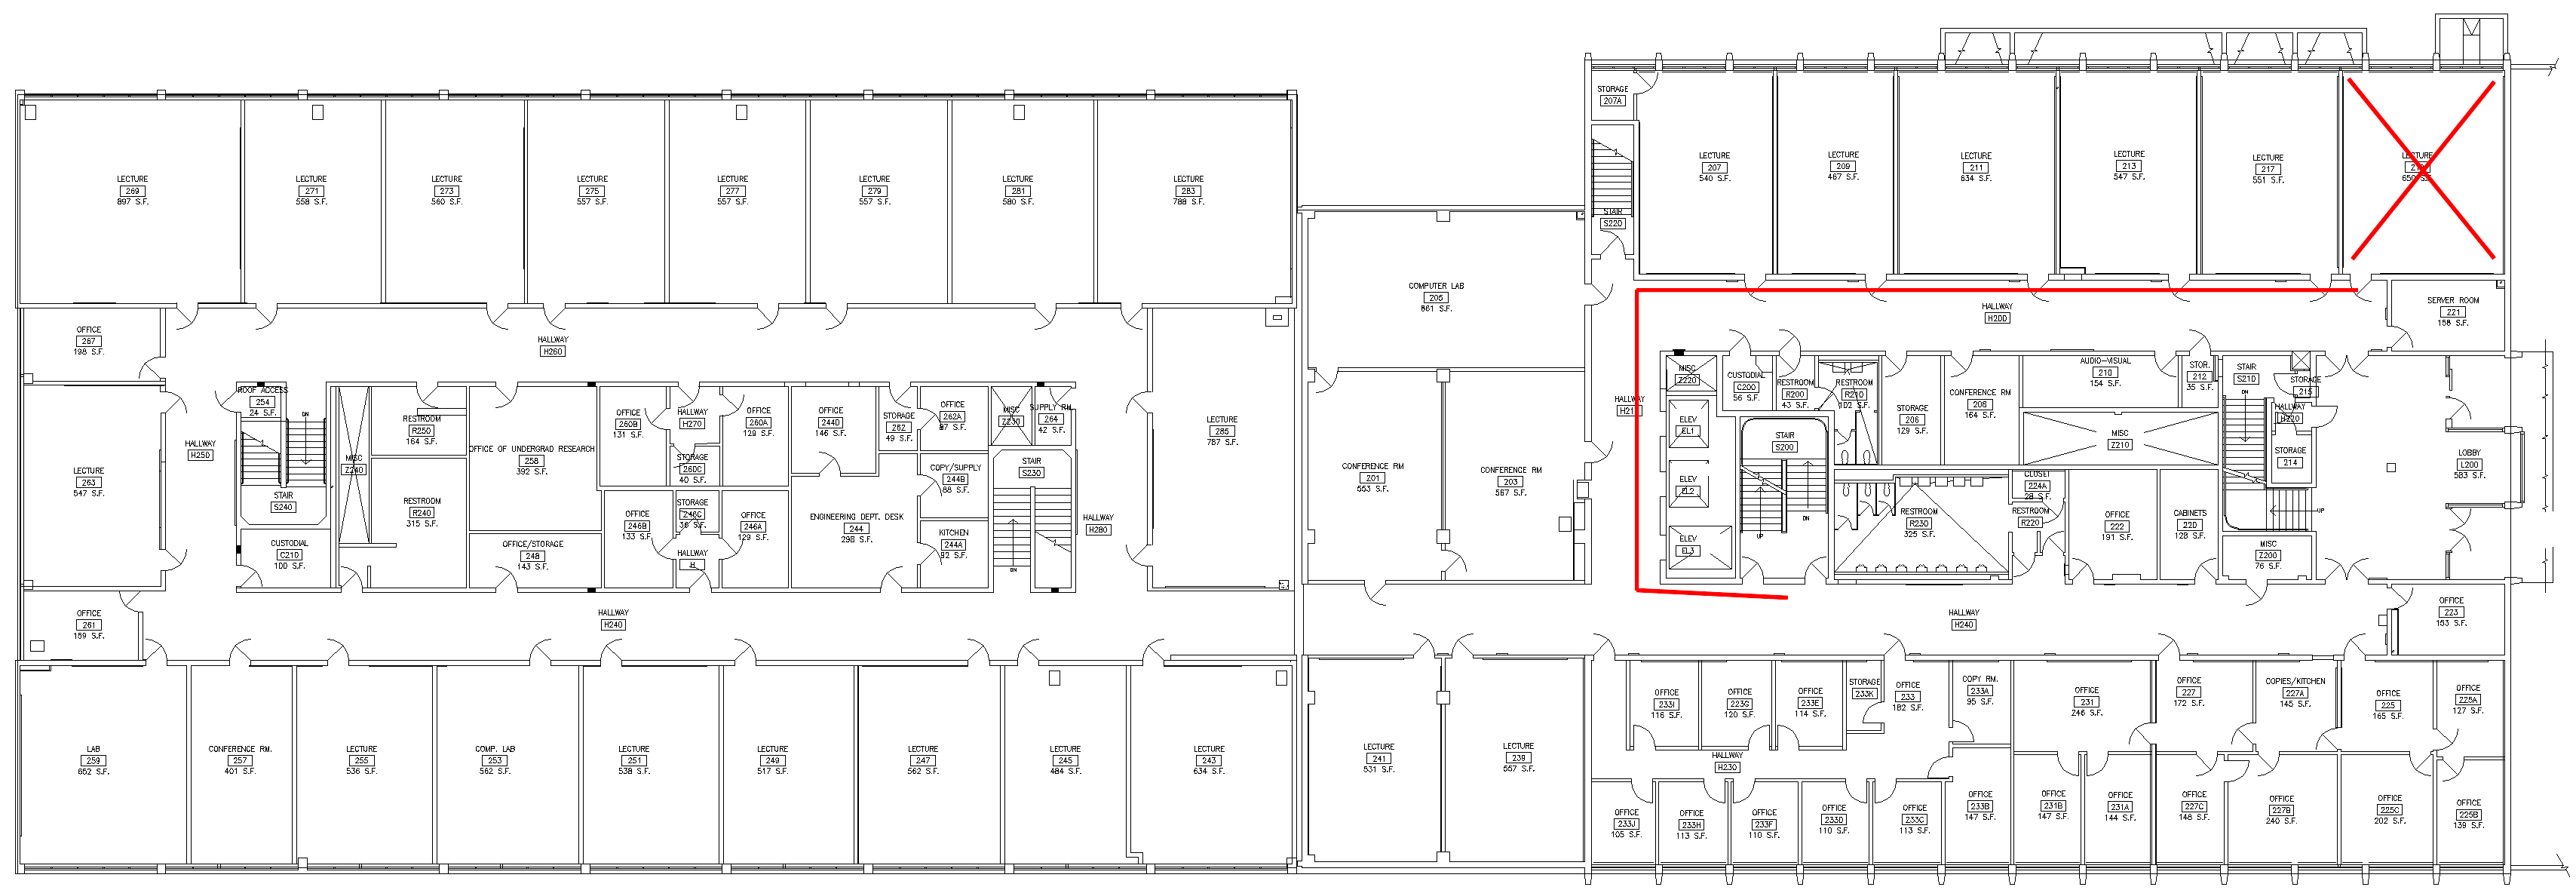 STORAGE
207A
LECTURE
269
897 S.F.
LECTURE
271
558 S.F.
LECTURE
273
560 S.F.
LECTURE
275
557 S.F.
LECTURE
277
557 S.F.
LECTURE
279
557 S.F.
LECTURE
281
580 S.F.
LECTURE
283
788 S.F.
STAIR
S220
LECTURE
207
540 S.F.
LECTURE
209
467 S.F.
LECTURE
211
634 S.F.
LECTURE
213
547 S.F.
LECTURE
217
551 S.F.
LECTURE
COMPUTER LAB
205
861 S.F.
HALLWAY
H200
SERVER ROOM
221
158 S.F.
OFFICE
267
198 S.F.
HALLWAY
H260
ROOF ACCESS
254
24 S.F.
DN
HALLWAY
H250
LECTURE
263
547 S.F.
STAIR
S240
CUSTODIAL
C210
100 S.F.
MISC
Z240
RESTROOM
R250
164 S.F.
RESTROOM
R240
315 S.F.
OFFICE OF UNDERGRAD RESEARCH
258
392 S.F.
OFFICE/STORAGE
248
143 S.F.
OFFICE
260B
131 S.F.
HALLWAY
H270
OFFICE
260A
129 S.F.
STORAGE
260C
40 S.F.
OFFICE
246B
133 S.F.
STORAGE
246C
36 S.F.
OFFICE
246A
129 S.F.
HALLWAY
H
OFFICE
244D
146 S.F.
STORAGE
262
49 S.F.
OFFICE
262A
87 S.F.
MISC
Z230
SUPPLY RM.
264
42 S.F.
ENGINEERING DEPT. DESK
244
298 S.F.
COPY/SUPPLY
244B
88 S.F.
KITCHEN
244A
92 S.F.
STAIR
S230
DN
HALLWAY
H280
LECTURE
285
787 S.F.
CONFERENCE RM
201
553 S.F.
CONFERENCE RM
203
567 S.F.
HALLWAY
H210
MISC
Z220
ELEV
EL1
ELEV
EL2
ELEV
EL3
CUSTODIAL
C200
56 S.F.
RESTROOM
R200
43 S.F.
RESTROOM
R210
102 S.F.
STAIR
S200
UP
DN
STORAGE
206
129 S.F.
CONFERENCE RM
208
164 S.F.
AUDIO-VISUAL
210
154 S.F.
STOR.
212
35 S.F.
MISC
Z210
STAIR
S210
DN
STORAGE
215
HALLWAY
H220
STORAGE
214
UP
RESTROOM
R230
325 S.F.
CLOSET
224A
28 S.F.
RESTROOM
R220
OFFICE
222
191 S.F.
CABINETS
220
128 S.F.
MISC
Z200
76 S.F.
LOBBY
L200
583 S.F.
OFFICE
261
159 S.F.
HALLWAY
H240
HALLWAY
H240
OFFICE
223
153 S.F.
LAB
259
652 S.F.
CONFERENCE RM.
257
401 S.F.
LECTURE
255
536 S.F.
COMP. LAB
253
562 S.F.
LECTURE
251
538 S.F.
LECTURE
249
517 S.F.
LECTURE
247
562 S.F.
LECTURE
245
484 S.F.
LECTURE
243
634 S.F.
LECTURE
241
531 S.F.
LECTURE
239
557 S.F.
OFFICE
233I
116 S.F.
OFFICE
223G
120 S.F.
OFFICE
233E
114 S.F.
STORAGE
233K
OFFICE
233
182 S.F.
COPY RM.
233A
95 S.F.
OFFICE
231
246 S.F.
OFFICE
227
172 S.F.
COPIES/KITCHEN
227A
145 S.F.
OFFICE
225
165 S.F.
OFFICE
225A
127 S.F.
HALLWAY
H230
OFFICE
233J
105 S.F.
OFFICE
233H
113 S.F.
OFFICE
233F
110 S.F.
OFFICE
233D
110 S.F.
OFFICE
233C
113 S.F.
OFFICE
233B
147 S.F.
OFFICE
231B
147 S.F.
OFFICE
231A
144 S.F.
OFFICE
227C
148 S.F.
OFFICE
227B
240 S.F.
OFFICE
225C
202 S.F.
OFFICE
225B
139 S.F.